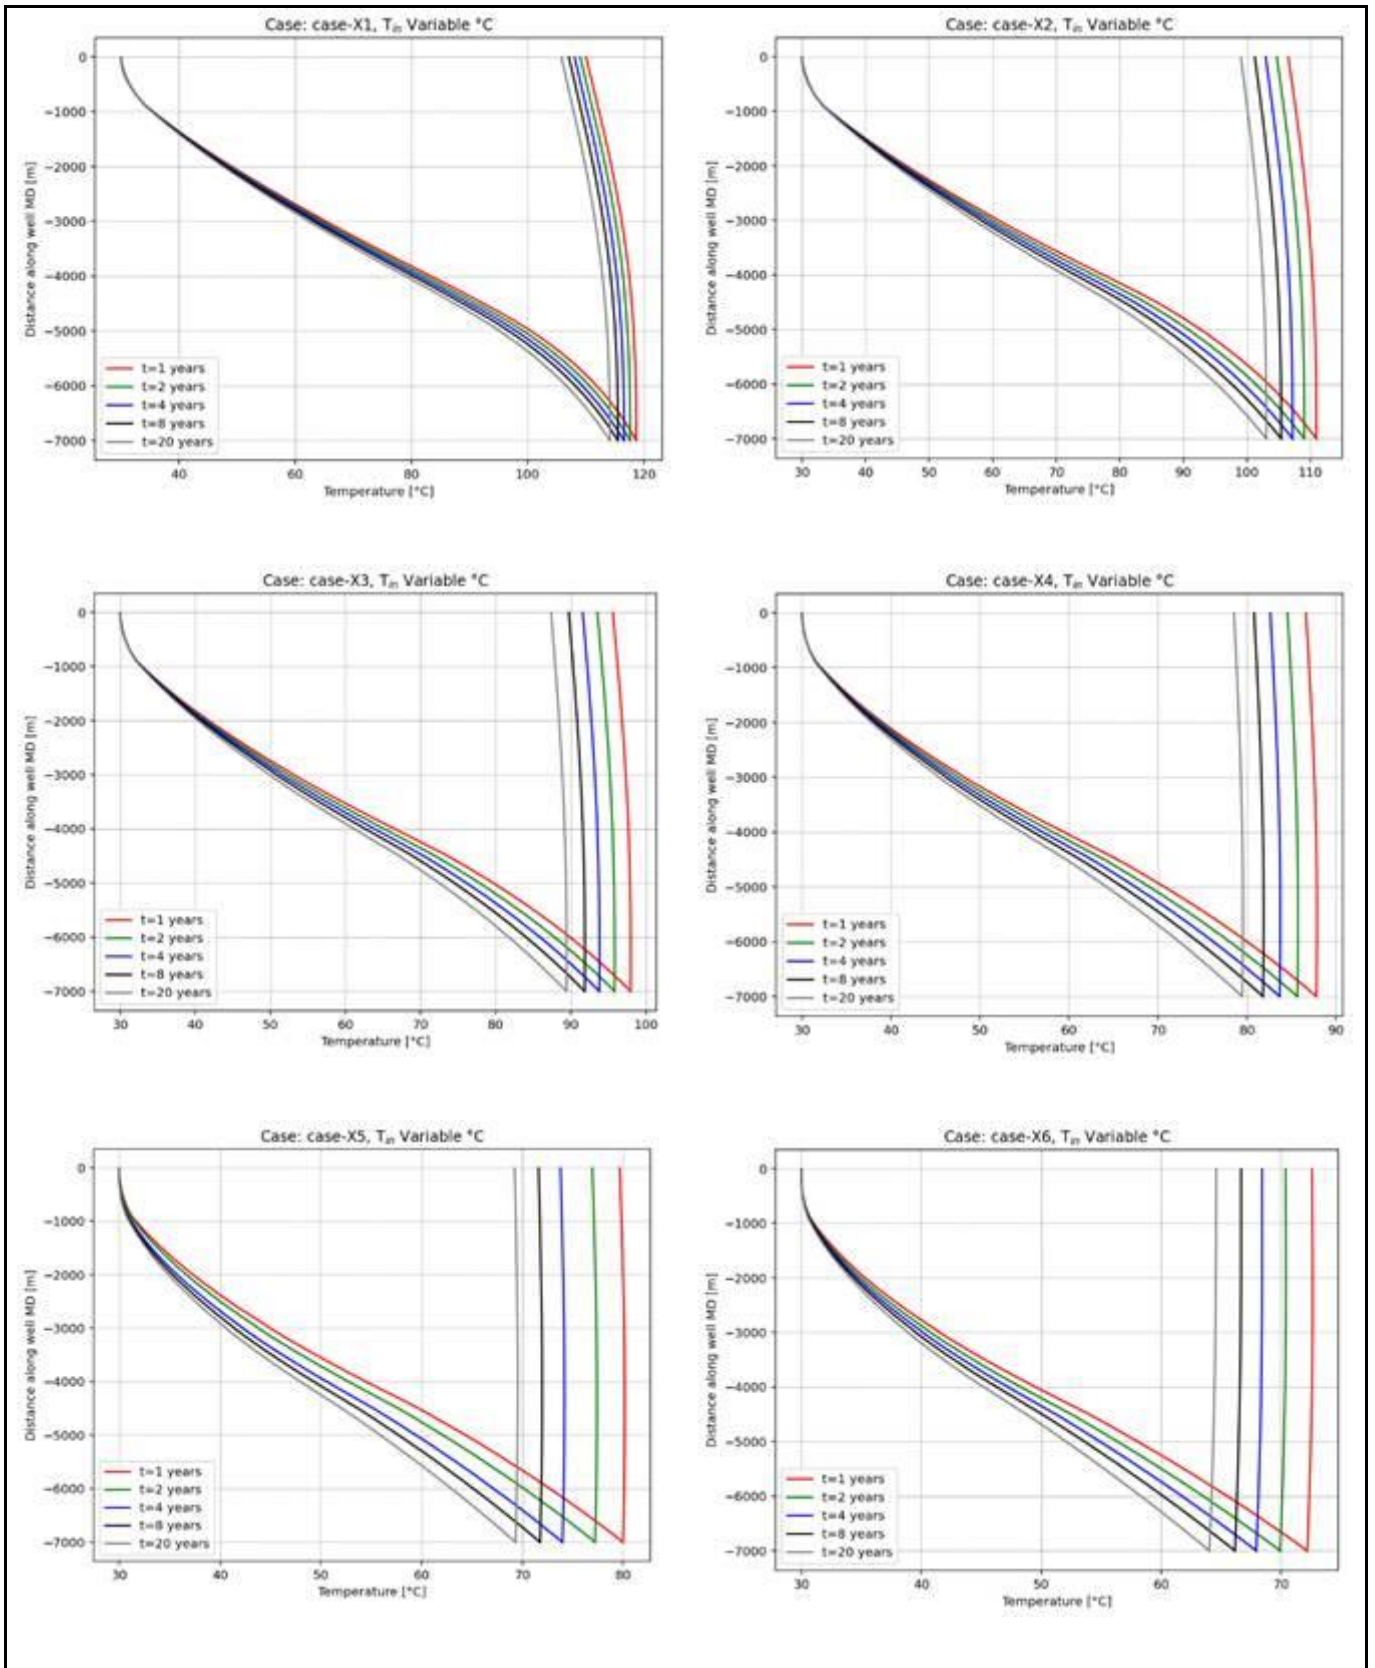 Case: case-X1, Tin Variable °C
0
−1000
−2000
−3000
−4000
−5000
−6000
−7000
Distance along well MD [m]
t=1 years
t=2 years
t=4 years
t=8 years
t=20 years
40 60 80 100 120
Temperature [°C]
Case: case-X2, Tin Variable °C
0
−1000
−2000
−3000
−4000
−5000
−6000
−7000
Distance along well MD [m]
t=1 years
t=2 years
t=4 years
t=8 years
t=20 years
30 40 50 60 70 80 90 100 110
Temperature [°C]
Case: case-X3, Tin Variable °C
0
−1000
−2000
−3000
−4000
−5000
−6000
−7000
Distance along well MD [m]
t=1 years
t=2 years
t=4 years
t=8 years
t=20 years
30 40 50 60 70 80 90 100
Temperature [°C]
Case: case-X4, Tin Variable °C
0
−1000
−2000
−3000
−4000
−5000
−6000
−7000
Distance along well MD [m]
t=1 years
t=2 years
t=4 years
t=8 years
t=20 years
30 40 50 60 70 80 90
Temperature [°C]
Case: case-X5, Tin Variable °C
0
−1000
−2000
−3000
−4000
−5000
−6000
−7000
Distance along well MD [m]
t=1 years
t=2 years
t=4 years
t=8 years
t=20 years
30 40 50 60 70 80
Temperature [°C]
Case: case-X6, Tin Variable °C
0
−1000
−2000
−3000
−4000
−5000
−6000
−7000
Distance along well MD [m]
t=1 years
t=2 years
t=4 years
t=8 years
t=20 years
30 40 50 60 70
Temperature [°C]